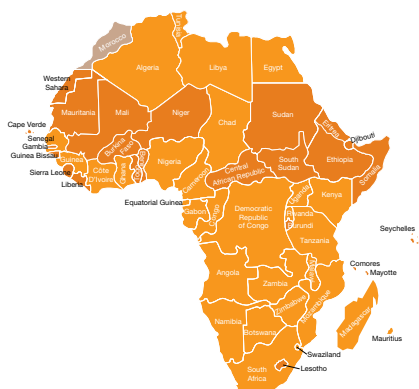 Morocco
Tunisia
Algeria
Libya
Egypt
Western
Sahara
Mauritania
Mali
Niger
Chad
Sudan
Eritrea
Djibouti
Cape Verde
Senegal
Gambia
Guinea Bissau
Guinea
Sierra Leone
Liberia
Côte
D'Ivoire
Burkina
Faso
Ghana
Togo
Benin
Nigeria
Cameroon
Central
African Republic
South
Sudan
Ethiopia
Somalia
Equatorial Guinea
Gabon
Congo
Democratic
Republic
of Congo
Uganda
Kenya
Rwanda
Burundi
Tanzania
Seychelles
Comoros
Mayotte
Angola
Zambia
Malawi
Mozambique
Zimbabwe
Madagascar
Mauritius
Namibia
Botswana
Swaziland
Lesotho
South
Africa